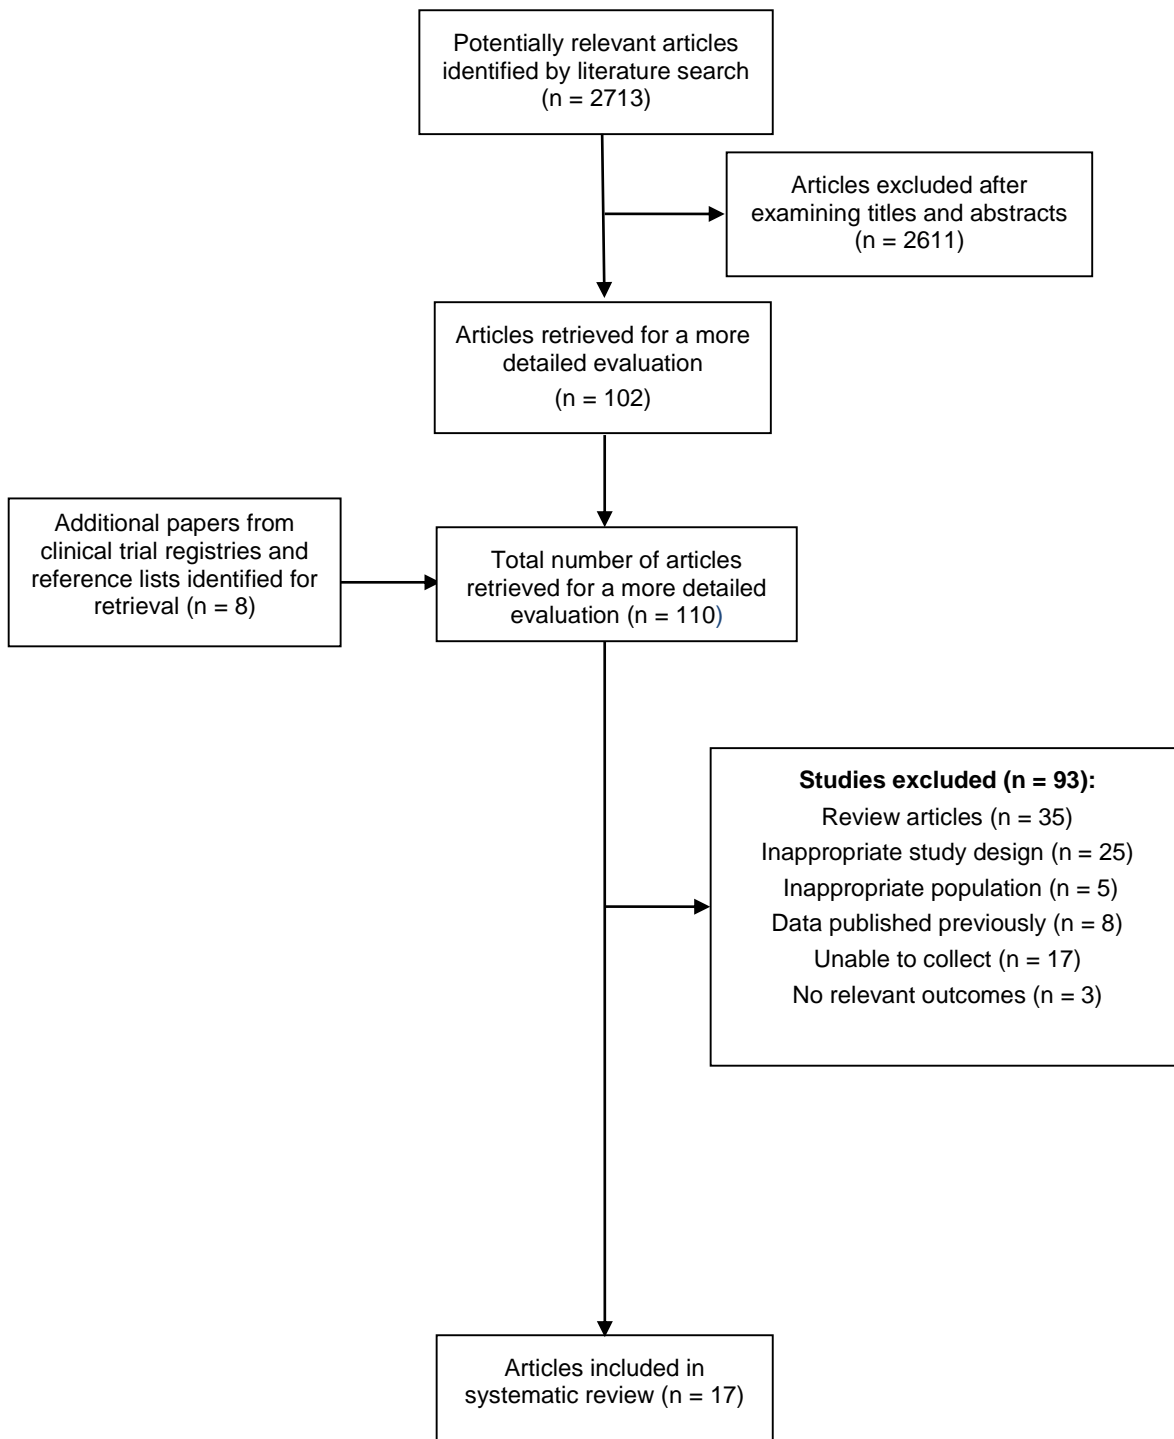 Potentially relevant articles
identified by literature search
(n = 2713)
Articles excluded after
examining titles and abstracts
(n = 2611)
Articles retrieved for a more
detailed evaluation
(n = 102)
Additional papers from
clinical trial registries and
reference lists identified for
retrieval (n = 8)
Total number of articles
retrieved for a more detailed
evaluation (n = 110)
Studies excluded (n = 93):
Review articles (n = 35)
Inappropriate study design (n = 25)
Inappropriate population (n = 5)
Data published previously (n = 8)
Unable to collect (n = 17)
No relevant outcomes (n = 3)
Articles included in
systematic review (n = 17)